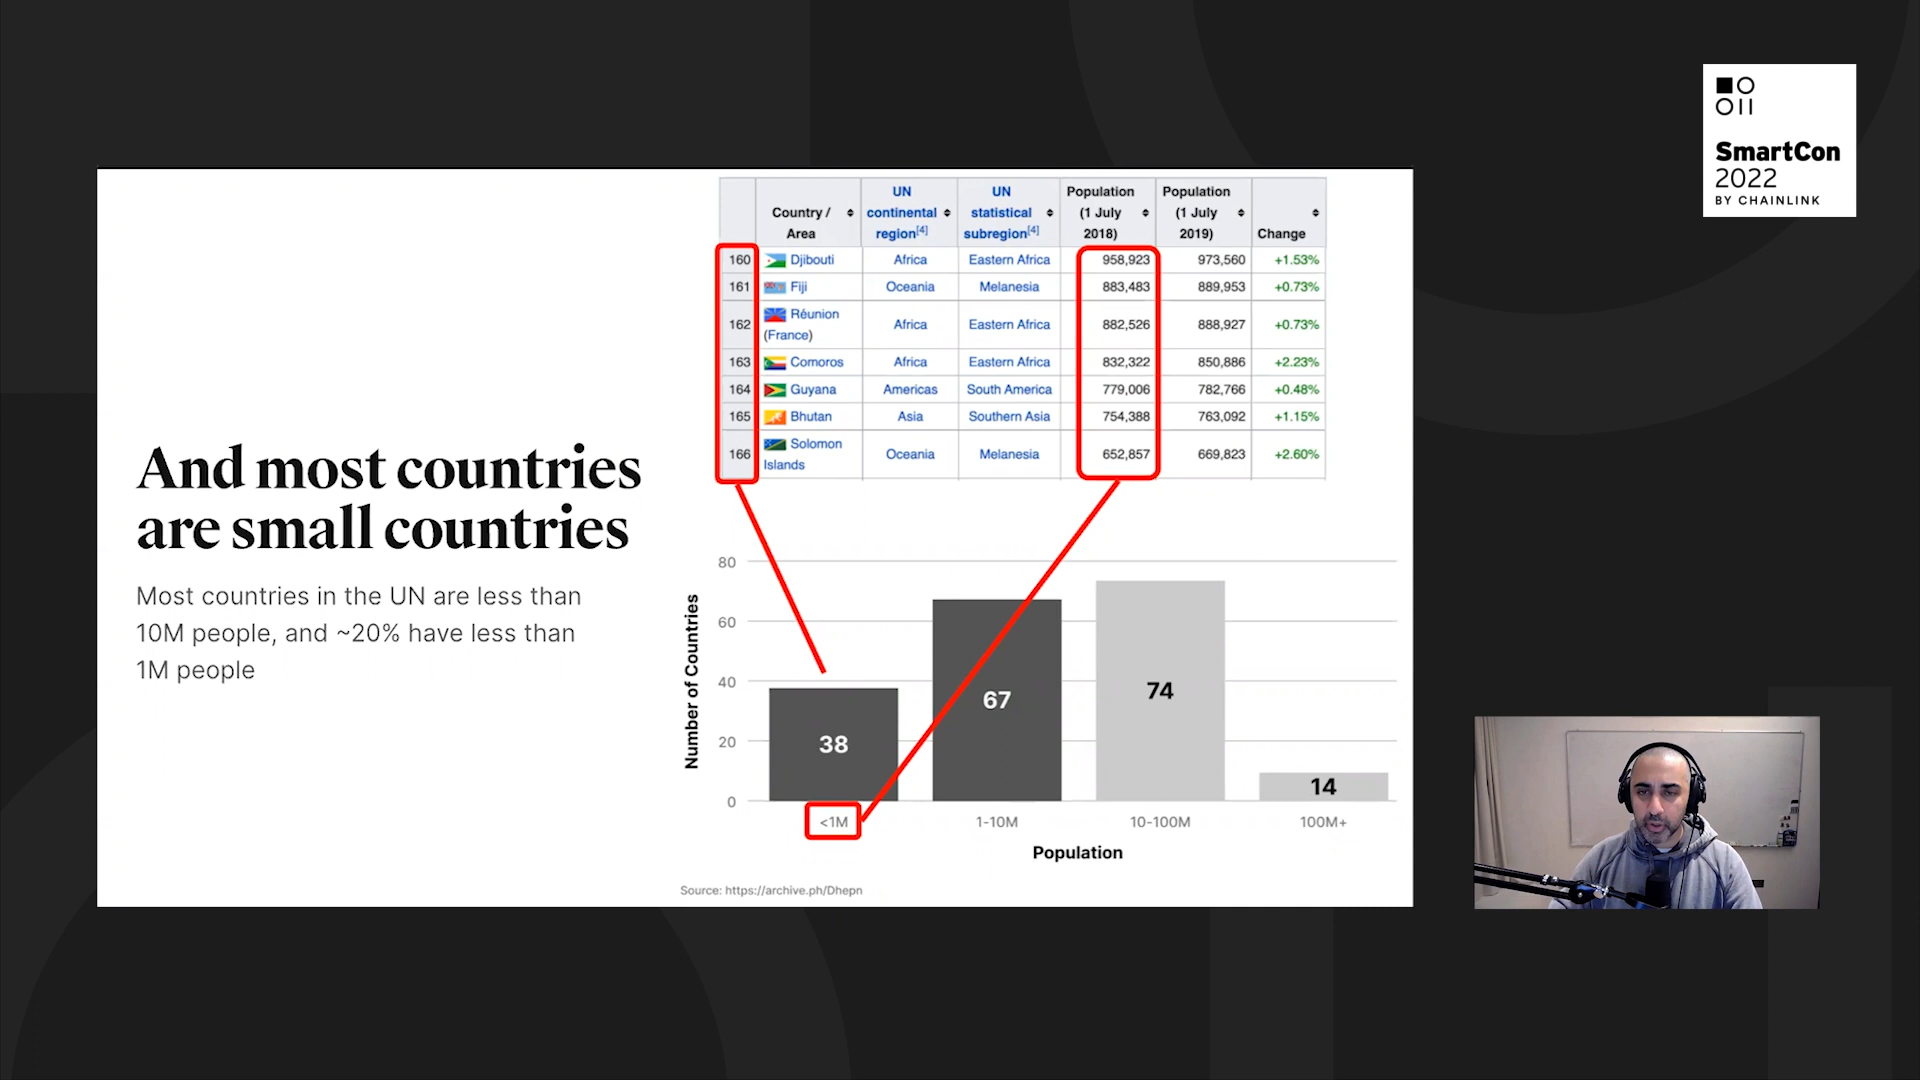 SmartCon
2022
BY CHAINLINK
And most countries
are small countries
Most countries in the UN are less than
10M people, and ~20% have less than
1M people
Country / Area UN continental region[4] UN statistical subregion[4] Population (1 July 2018) Population (1 July 2019) Change
160 Djibouti Africa Eastern Africa 958,923 973,560 +1.53%
161 Fiji Oceania Melanesia 883,483 889,953 +0.73%
162 Réunion (France) Africa Eastern Africa 882,526 888,927 +0.73%
163 Comoros Africa Eastern Africa 832,322 850,886 +2.23%
164 Guyana Americas South America 779,006 782,766 +0.48%
165 Bhutan Asia Southern Asia 754,388 763,092 +1.15%
166 Solomon Islands Oceania Melanesia 652,857 669,823 +2.60%
Number of Countries
80
60
40
20
0
38
67
74
14
<1M
1-10M
10-100M
100M+
Population
Source: https://archive.ph/Dhepn